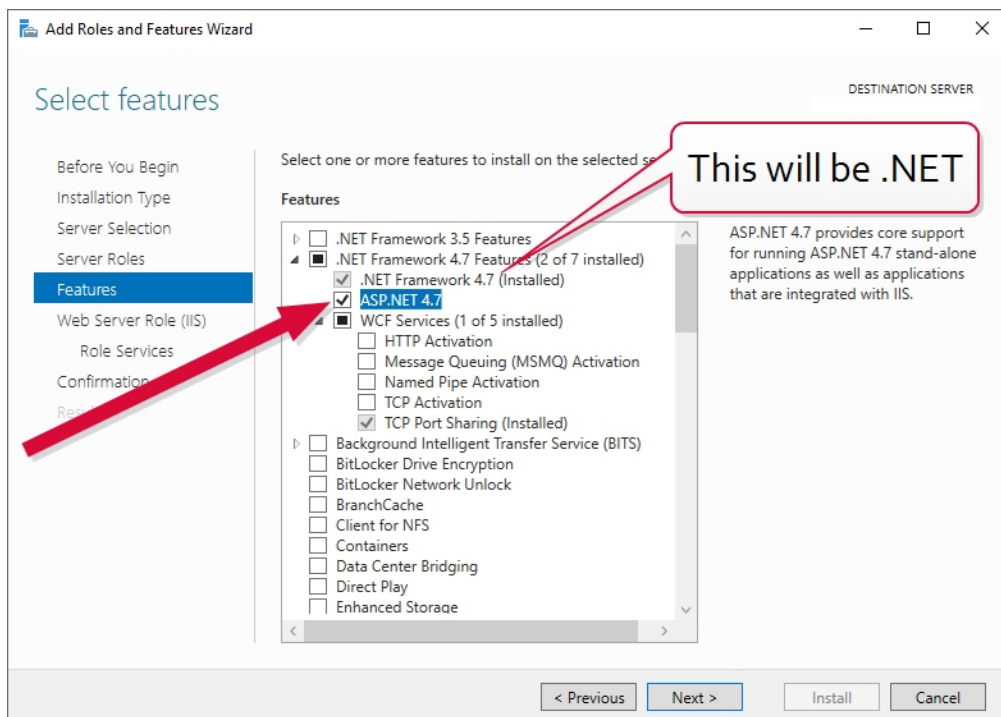 Add Roles and Features Wizard
Select features
DESTINATION SERVER
Before You Begin
Installation Type
Server Selection
Server Roles
Features
Web Server Role (IIS)
Role Services
Confirmation
Select one or more features to install on the selected
Features
.NET Framework 3.5 Features
.NET Framework 4.7 Features (2 of 7 installed)
.NET Framework 4.7 (Installed)
ASP.NET 4.7
WCF Services (1 of 5 installed)
HTTP Activation
Message Queuing (MSMQ) Activation
Named Pipe Activation
TCP Activation
TCP Port Sharing (Installed)
Background Intelligent Transfer Service (BITS)
BitLocker Drive Encryption
BitLocker Network Unlock
BranchCache
Client for NFS
Containers
Data Center Bridging
Direct Play
Enhanced Storage
This will be .NET
ASP.NET 4.7 provides core support
for running ASP.NET 4.7 stand-alone
applications as well as applications
that are integrated with IIS.
< Previous
Next >
Install
Cancel